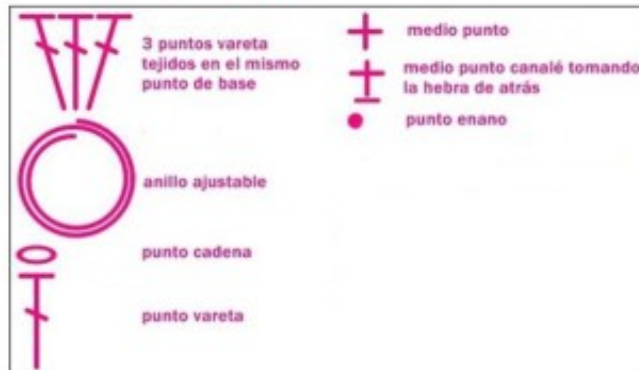 3 puntos vareta
tejidos en el mismo
punto de base
anillo ajustable
punto cadena
punto vareta
medio punto
medio punto canalé tomando
la hebra de atrás
punto enano